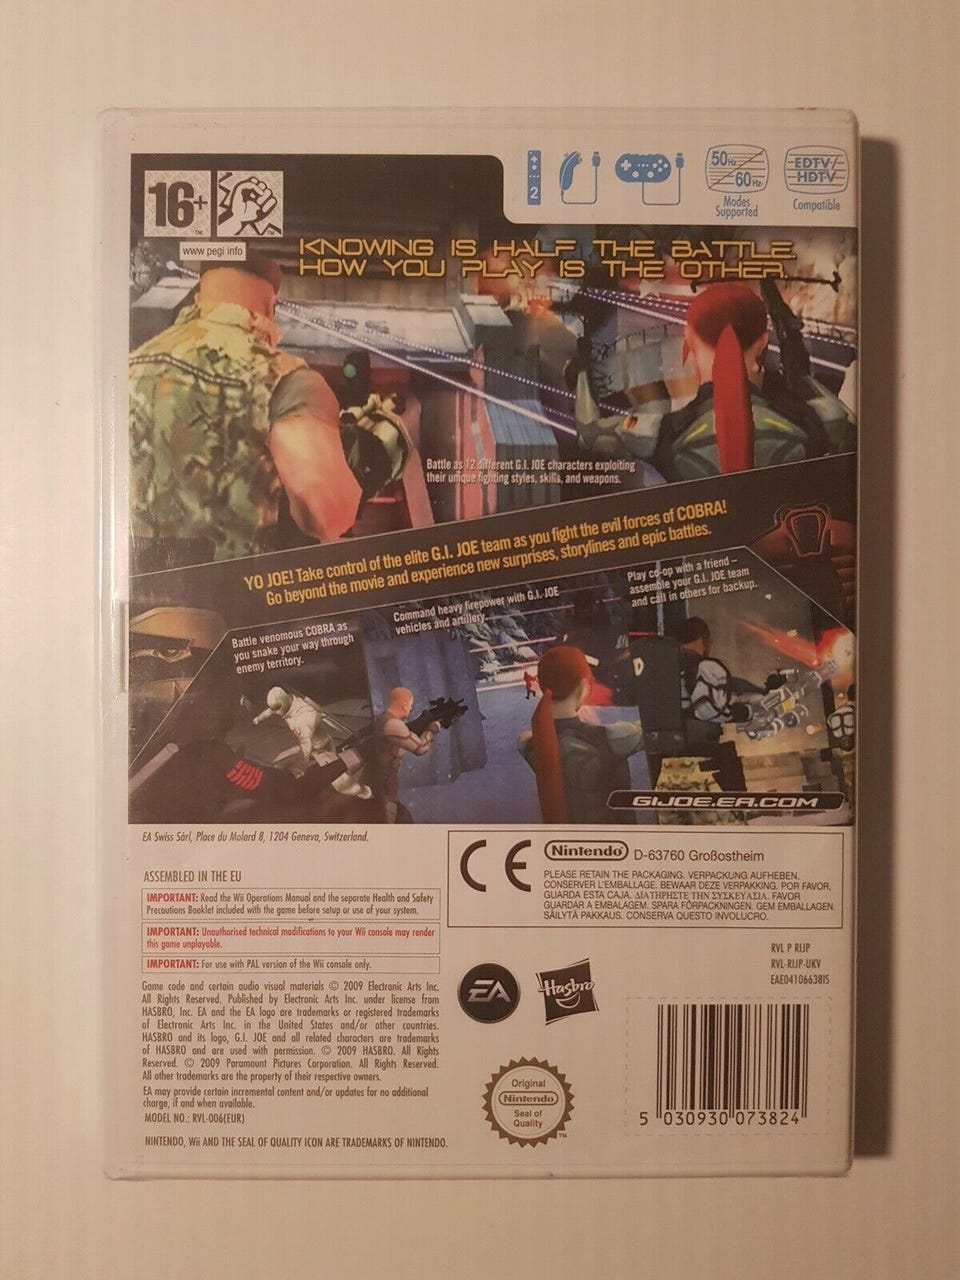 16+
TM
TM
www.pegi.info
2
50Hz
60Hz
Modes
Supported
EDTV/
HDTV
Compatible
KNOWING IS HALF THE BATTLE.
HOW YOU PLAY IS THE OTHER.
Battle as 12 different G.I. JOE characters exploiting
their unique fighting styles, skills, and weapons.
YO JOE! Take control of the elite G.I. JOE team as you fight the evil forces of COBRA!
Go beyond the movie and experience new surprises, storylines and epic battles.
Battle venomous COBRA as
you snake your way through
enemy territory.
Command heavy firepower with G.I. JOE
vehicles and artillery.
Play co-op with a friend –
assemble your G.I. JOE team
and call in others for backup.
GIJOE.EA.COM
EA Swiss Sàrl, Place du Molard 8, 1204 Geneva, Switzerland.
ASSEMBLED IN THE EU
IMPORTANT: Read the Wii Operations Manual and the separate Health and Safety
Precautions Booklet included with the game before setup or use of your system.
IMPORTANT: Unauthorised technical modifications to your Wii console may render
this game unplayable.
IMPORTANT: For use with PAL version of the Wii console only.
Game code and certain audio visual materials © 2009 Electronic Arts Inc.
All Rights Reserved. Published by Electronic Arts Inc. under license from
HASBRO, Inc. EA and the EA logo are trademarks or registered trademarks
of Electronic Arts Inc. in the United States and/or other countries.
HASBRO and its logo, G.I. JOE and all related characters are trademarks
of HASBRO and are used with permission. © 2009 HASBRO. All Rights
Reserved. © 2009 Paramount Pictures Corporation. All Rights Reserved.
All other trademarks are the property of their respective owners.
EA may provide certain incremental content and/or updates for no additional
charge, if and when available.
MODEL NO.: RVL-006(EUR)
NINTENDO, Wii AND THE SEAL OF QUALITY ICON ARE TRADEMARKS OF NINTENDO.
CE
Nintendo D-63760 Großostheim
PLEASE RETAIN THE PACKAGING. VERPACKUNG AUFHEBEN.
CONSERVER L'EMBALLAGE. BEWAAR DEZE VERPAKKING. POR FAVOR,
GUARDA ESTA CAJA. ΔΙΑΤΗΡΗΣΤΕ ΤΗΝ ΣΥΣΚΕΥΑΣΙΑ. FAVOR
GUARDAR A EMBALAGEM. SPARA FÖRPACKNINGEN. GEM EMBALLAGEN.
SÄILYTÄ PAKKAUS. CONSERVA QUESTO INVOLUCRO.
RVL P RIJP
RVL-RIJP-UKV
EAE04106638IS
EA
Hasbro
Original
Nintendo
Seal of
Quality
TM
5 030930 073824